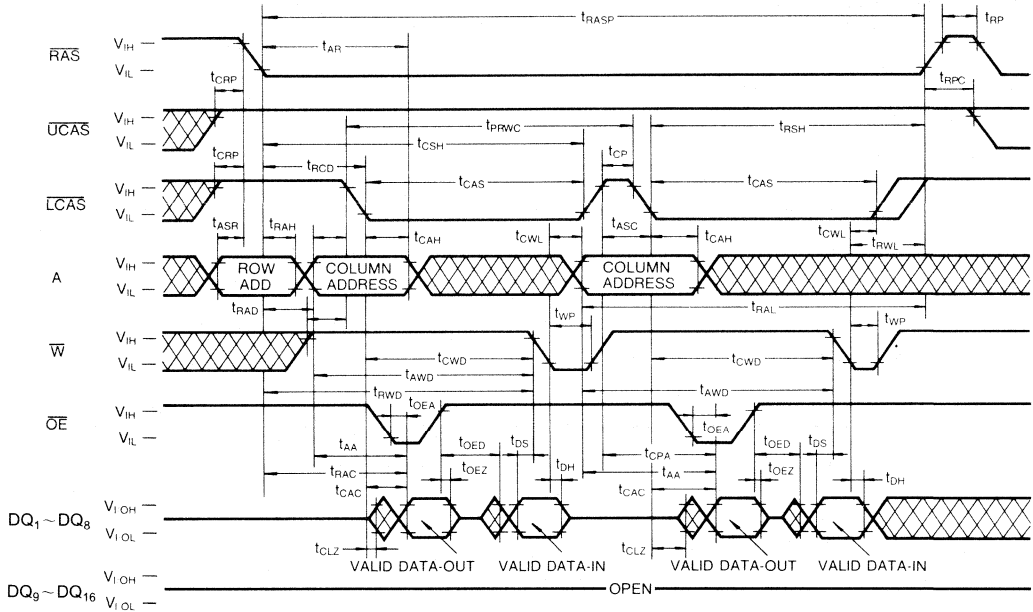 tRASP
tRP
tAR
RAS
VIH
VIL
tCRP
tRPC
UCAS
VIH
VIL
tPRWC
tRSH
tCSH
tCRP
tRCD
tCP
LCAS
VIH
VIL
tCAS
tCAS
tASR
tRAH
tCAH
tCWL
tASC
tCAH
tCWL
tRWL
A
VIH
VIL
ROW ADD
COLUMN ADDRESS
COLUMN ADDRESS
tRAD
tWP
tRAL
tWP
W
VIH
VIL
tCWD
tCWD
tAWD
tAWD
tRWD
tOEA
OE
VIH
VIL
tOEA
tAA
tOED
tDS
tCPA
tOED
tDS
tRAC
tOEZ
tDH
tAA
tOEZ
tDH
tCAC
tCAC
DQ1~DQ8
VI OH
VI OL
tCLZ
tCLZ
VALID DATA-OUT
VALID DATA-IN
VALID DATA-OUT
VALID DATA-IN
DQ9~DQ16
VI OH
VI OL
OPEN